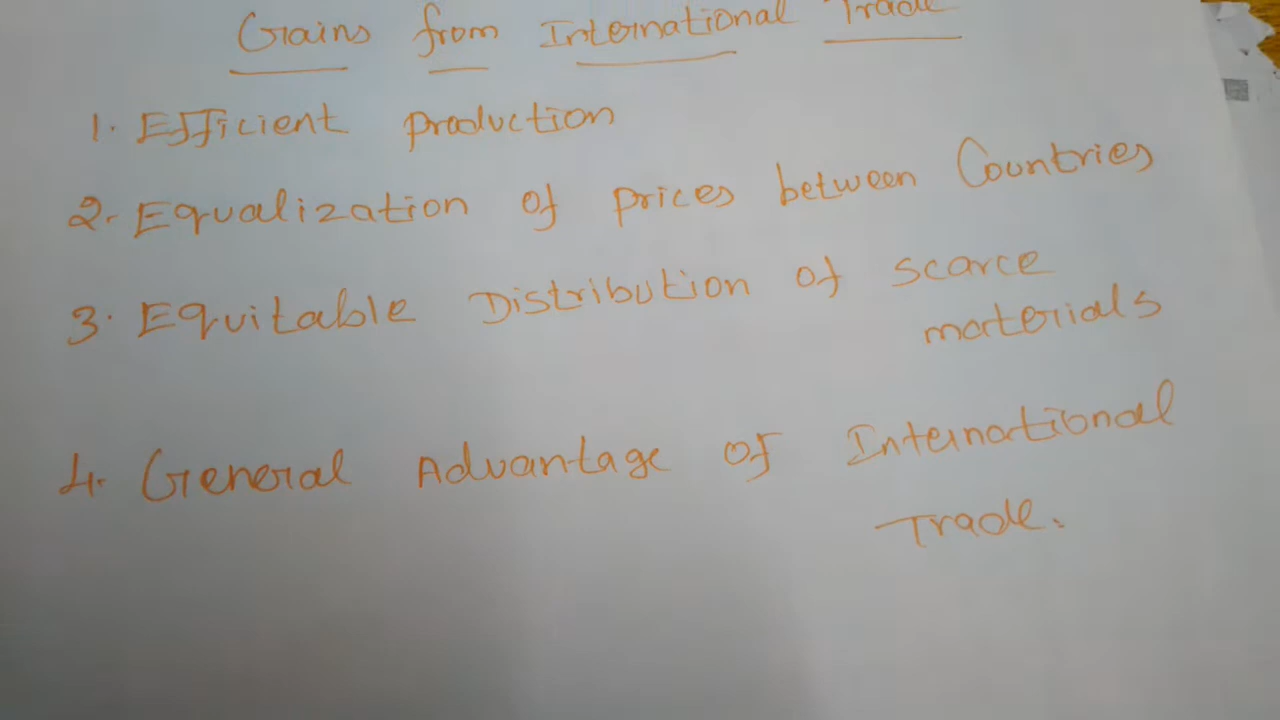 Gains from International Trade
1. Efficient production
2. Equalization of prices between Countries
3. Equitable Distribution of scarce
materials
4. General Advantage of International
Trade.